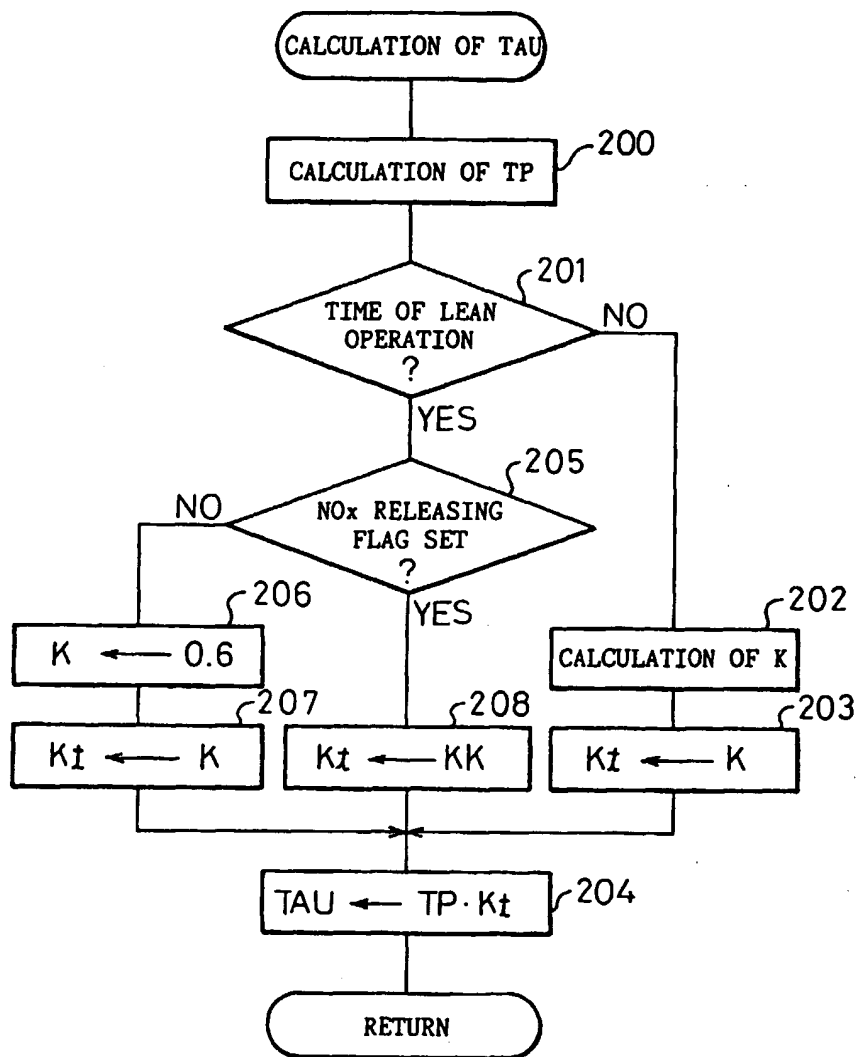 CALCULATION OF TAU
200
CALCULATION OF TP
201
TIME OF LEAN
OPERATION
?
NO
YES
205
NO
NOx RELEASING
FLAG SET
?
YES
206
K ← 0.6
202
CALCULATION OF K
207
Kt ← K
208
Kt ← KK
203
Kt ← K
TAU ← TP·Kt
204
RETURN